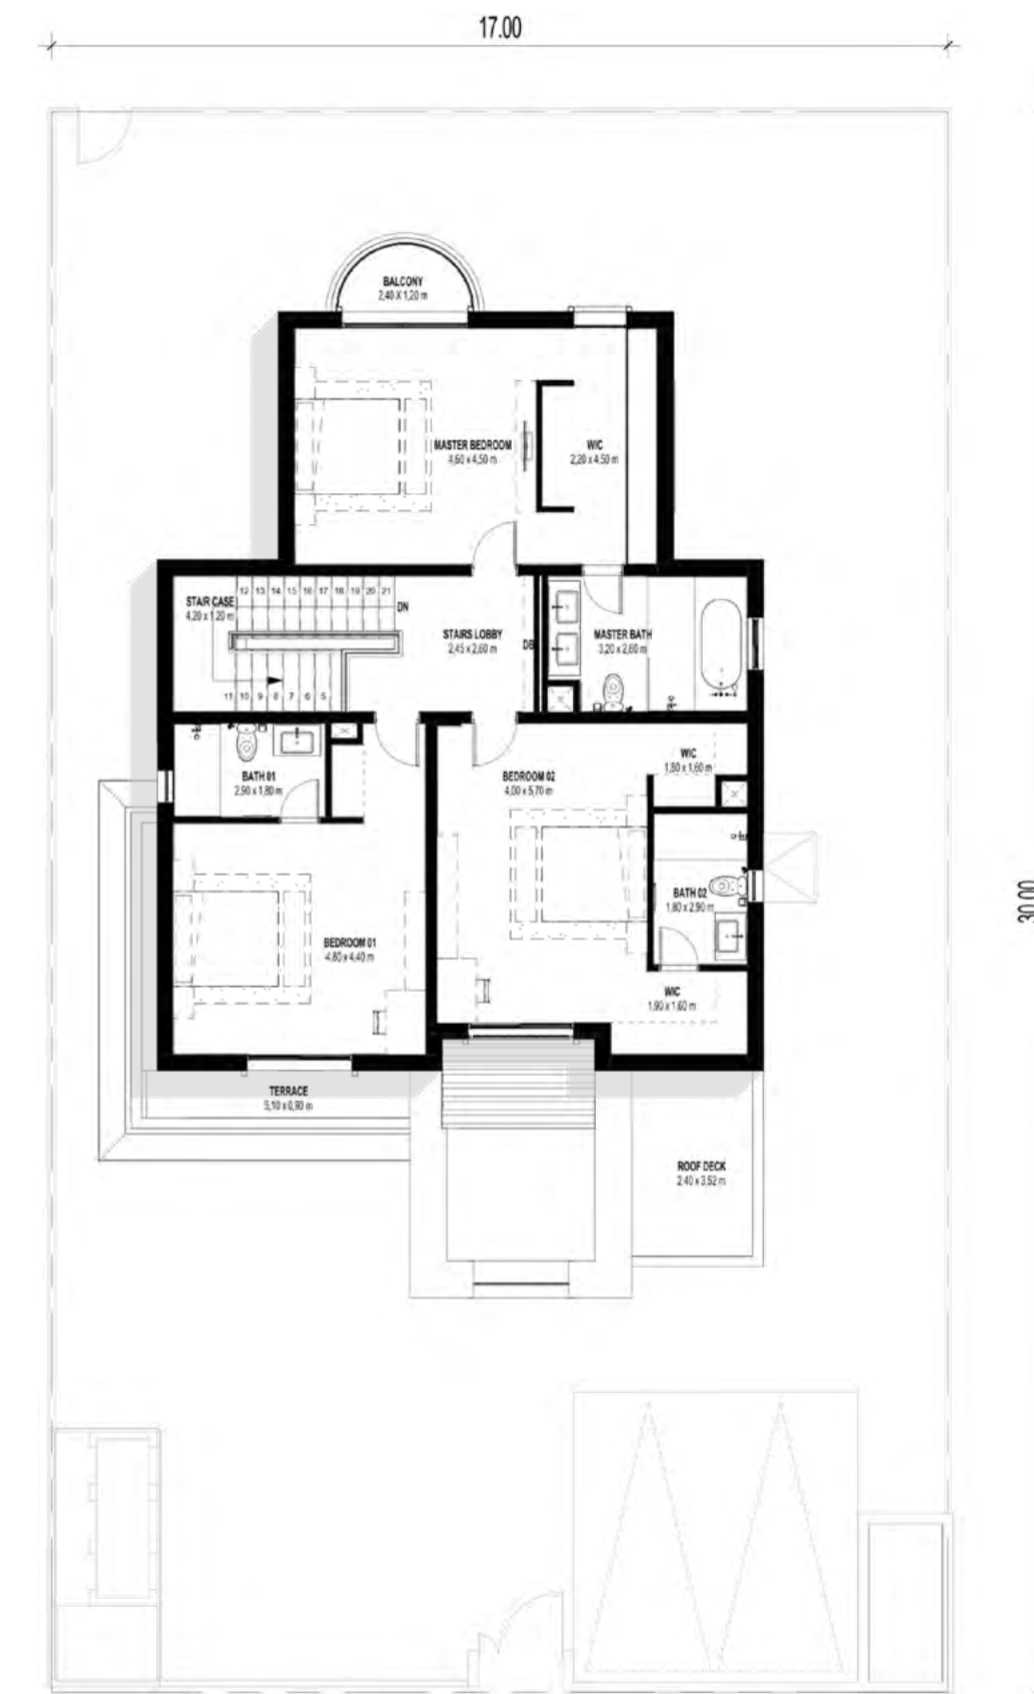 17.00
BALCONY
2,40 X 1,20 m
MASTER BEDROOM
4,60 x 4,50 m
WIC
2,20 x 4,50 m
12 13 14 15 16 17 18 19 20 21
DN
STAIR CASE
4,20 x 1,20 m
STAIRS LOBBY
2,45 x 2,60 m
DB
MASTER BATH
3,20 x 2,60 m
11 10 9 8 7 6 5
BATH 01
2,90 x 1,80 m
BEDROOM 02
4,00 x 5,70 m
WIC
1,80 x 1,60 m
BATH 02
1,80 x 2,90 m
30.00
BEDROOM 01
4,80 x 4,40 m
WIC
1,90 x 1,60 m
TERRACE
5,10 x 0,90 m
ROOF DECK
2.40 x 3,52 m